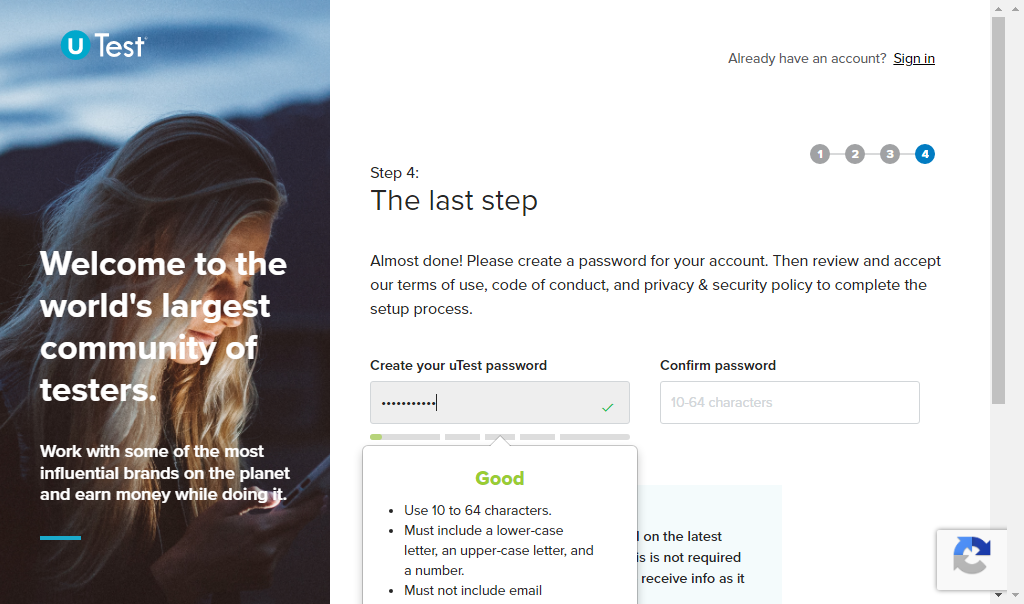 U Test
Already have an account? Sign in
1 2 3 4
Step 4:
The last step
Welcome to the
world's largest
community of
testers.
Work with some of the most
influential brands on the planet
and earn money while doing it.
Almost done! Please create a password for your account. Then review and accept
our terms of use, code of conduct, and privacy & security policy to complete the
setup process.
Create your uTest password
•••••••••••
Confirm password
10-64 characters
Good
• Use 10 to 64 characters.
• Must include a lower-case
letter, an upper-case letter, and
a number.
• Must not include email
on the latest
is is not required
receive info as it